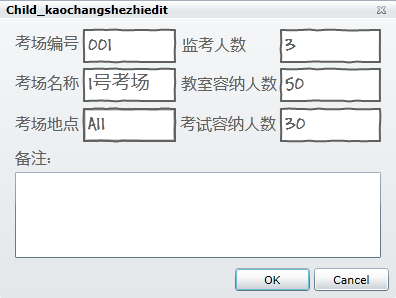 Child_kaochangshezhiedit
考场编号 001 监考人数 3
考场名称 1号考场 教室容纳人数 50
考场地点 A11 考试容纳人数 30
备注:
OK Cancel